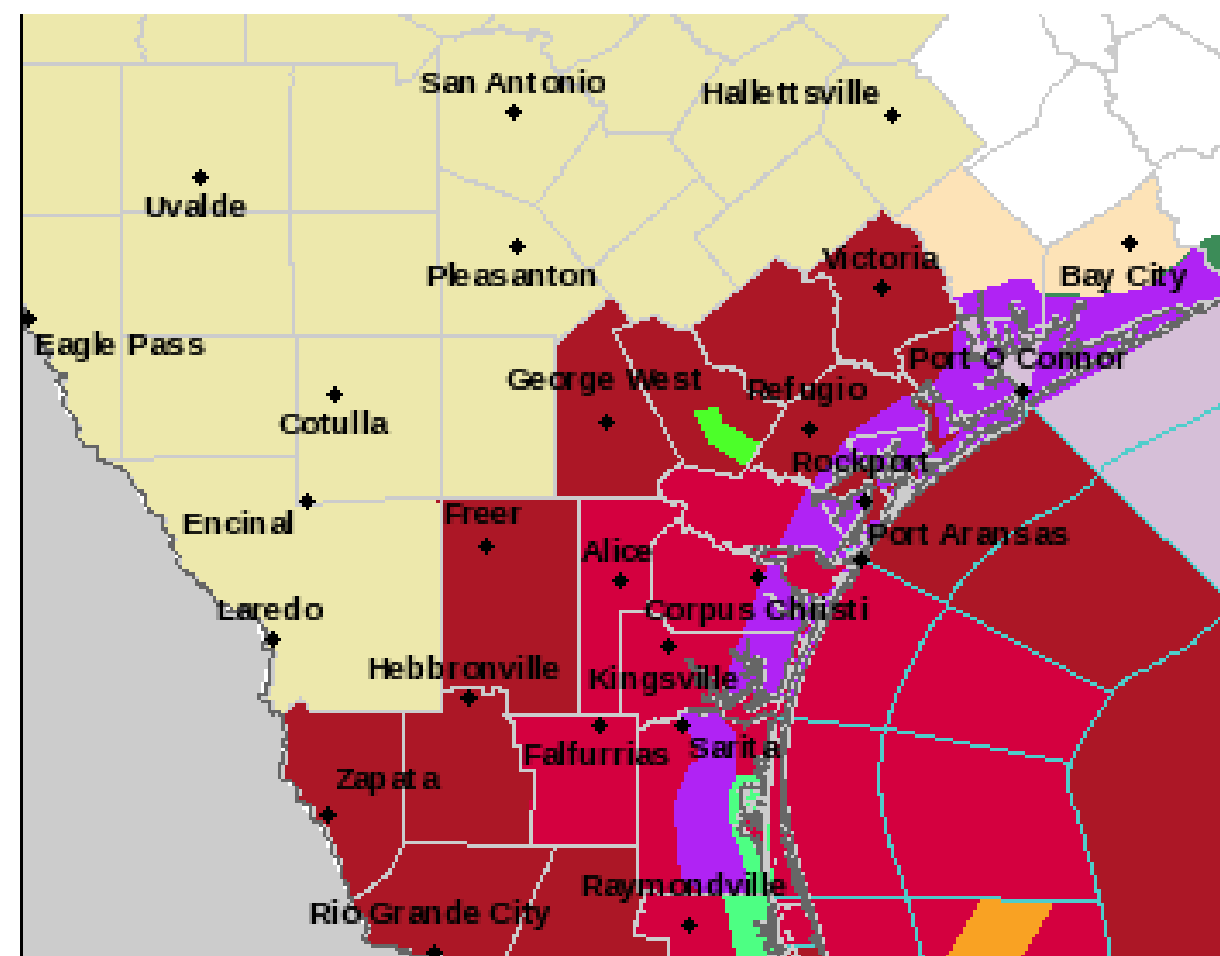 San Antonio
Hallettsville
Uvalde
Pleasanton
Victoria
Bay City
Eagle Pass
Port O Connor
George West
Refugio
Cotulla
Rockport
Encinal
Freer
Port Aransas
Alice
Laredo
Corpus Christi
Hebbronville
Kingsville
Falfurrias
Sarita
Zapata
Raymondville
Rio Grande City